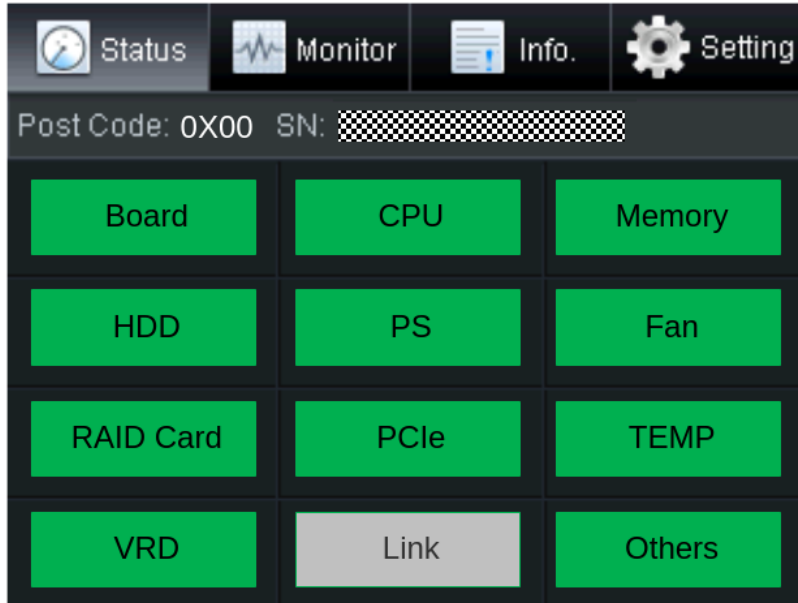 Status Monitor Info. Setting
Post Code: 0X00 SN:
Board CPU Memory
HDD PS Fan
RAID Card PCIe TEMP
VRD Link Others